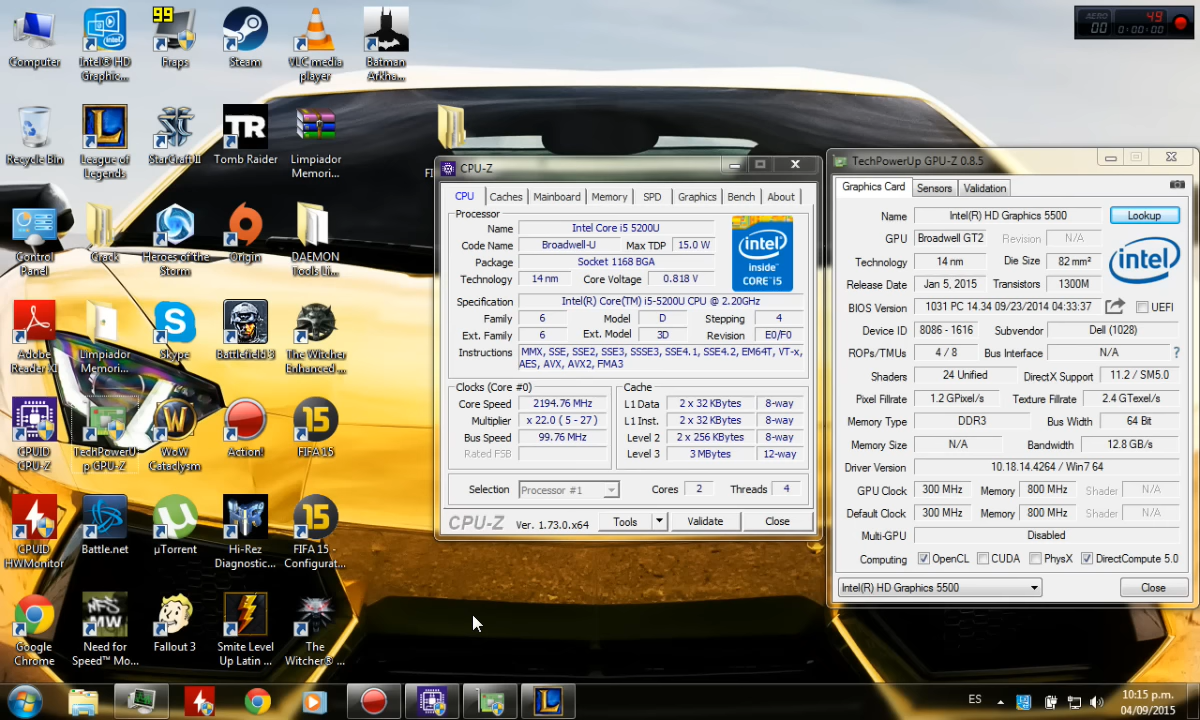 99
Computer
Intel® HD
Graphic...
Fraps
Steam
VLC media
player
Batman
Arkha...
Recycle Bin
League of
Legends
StarCraft II
TR
Tomb Raider
Limpiador
Memori...
Control
Panel
Crack
Heroes of the
Storm
Origin
DAEMON
Tools Li...
Adobe
Reader XI
Limpiador
Memori...
Skype
Battlefield 3
The Witcher
Enhanced ...
CPUID
CPU-Z
TechPowerU
p GPU-Z
WoW
Cataclysm
Action!
15
FIFA 15
CPUID
HWMonitor
Battle.net
µTorrent
Hi-Rez
Diagnostic...
15
FIFA 15 -
Configurat...
Google
Chrome
NFS
MW
Need for
Speed™ Mo...
Fallout 3
Smite Level
Up Latin ...
The
Witcher® ...
CPU-Z
CPU Caches Mainboard Memory SPD Graphics Bench About
Processor
Name Intel Core i5 5200U
Code Name Broadwell-U Max TDP 15.0 W
Package Socket 1168 BGA
Technology 14 nm Core Voltage 0.818 V
intel
inside™
CORE™ i5
Specification Intel(R) Core(TM) i5-5200U CPU @ 2.20GHz
Family 6 Model D Stepping 4
Ext. Family 6 Ext. Model 3D Revision E0/F0
Instructions MMX, SSE, SSE2, SSE3, SSSE3, SSE4.1, SSE4.2, EM64T, VT-x,
AES, AVX, AVX2, FMA3
Clocks (Core #0)
Core Speed 2194.76 MHz
Multiplier x 22.0 ( 5 - 27 )
Bus Speed 99.76 MHz
Rated FSB
Cache
L1 Data 2 x 32 KBytes 8-way
L1 Inst. 2 x 32 KBytes 8-way
Level 2 2 x 256 KBytes 8-way
Level 3 3 MBytes 12-way
Selection Processor #1 Cores 2 Threads 4
CPU-Z Ver. 1.73.0.x64 Tools Validate Close
49
00 0:00:00
TechPowerUp GPU-Z 0.8.5
Graphics Card Sensors Validation
Name Intel(R) HD Graphics 5500 Lookup
GPU Broadwell GT2 Revision N/A
Technology 14 nm Die Size 82 mm²
Release Date Jan 5, 2015 Transistors 1300M
intel
BIOS Version 1031 PC 14.34 09/23/2014 04:33:37 UEFI
Device ID 8086 - 1616 Subvendor Dell (1028)
ROPs/TMUs 4 / 8 Bus Interface N/A ?
Shaders 24 Unified DirectX Support 11.2 / SM5.0
Pixel Fillrate 1.2 GPixel/s Texture Fillrate 2.4 GTexel/s
Memory Type DDR3 Bus Width 64 Bit
Memory Size N/A Bandwidth 12.8 GB/s
Driver Version 10.18.14.4264 / Win7 64
GPU Clock 300 MHz Memory 800 MHz Shader N/A
Default Clock 300 MHz Memory 800 MHz Shader N/A
Multi-GPU Disabled
Computing OpenCL CUDA PhysX DirectCompute 5.0
Intel(R) HD Graphics 5500 Close
ES
10:15 p.m.
04/09/2015